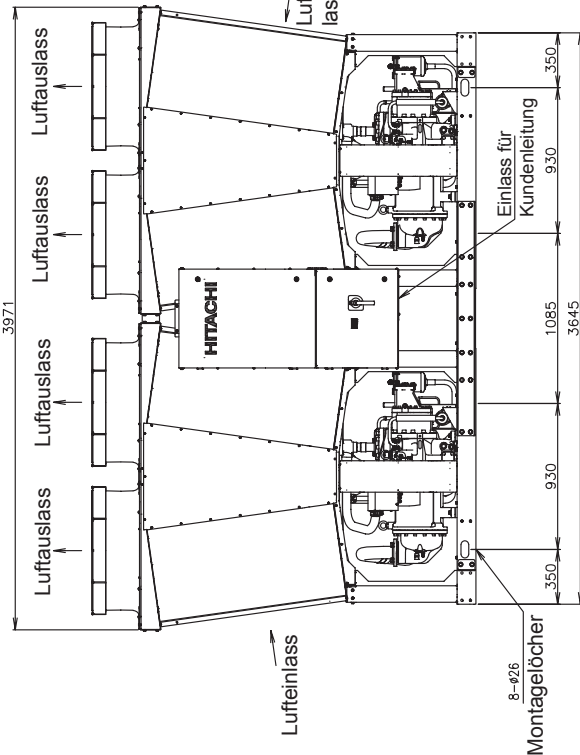 3971
Luftauslass
Luftauslass
Luftauslass
Luftauslass
HITACHI
Lufteinlass
Einlass für
Kundenleitung
350
930
1085
930
350
3645
8-ø26
Montagelöcher